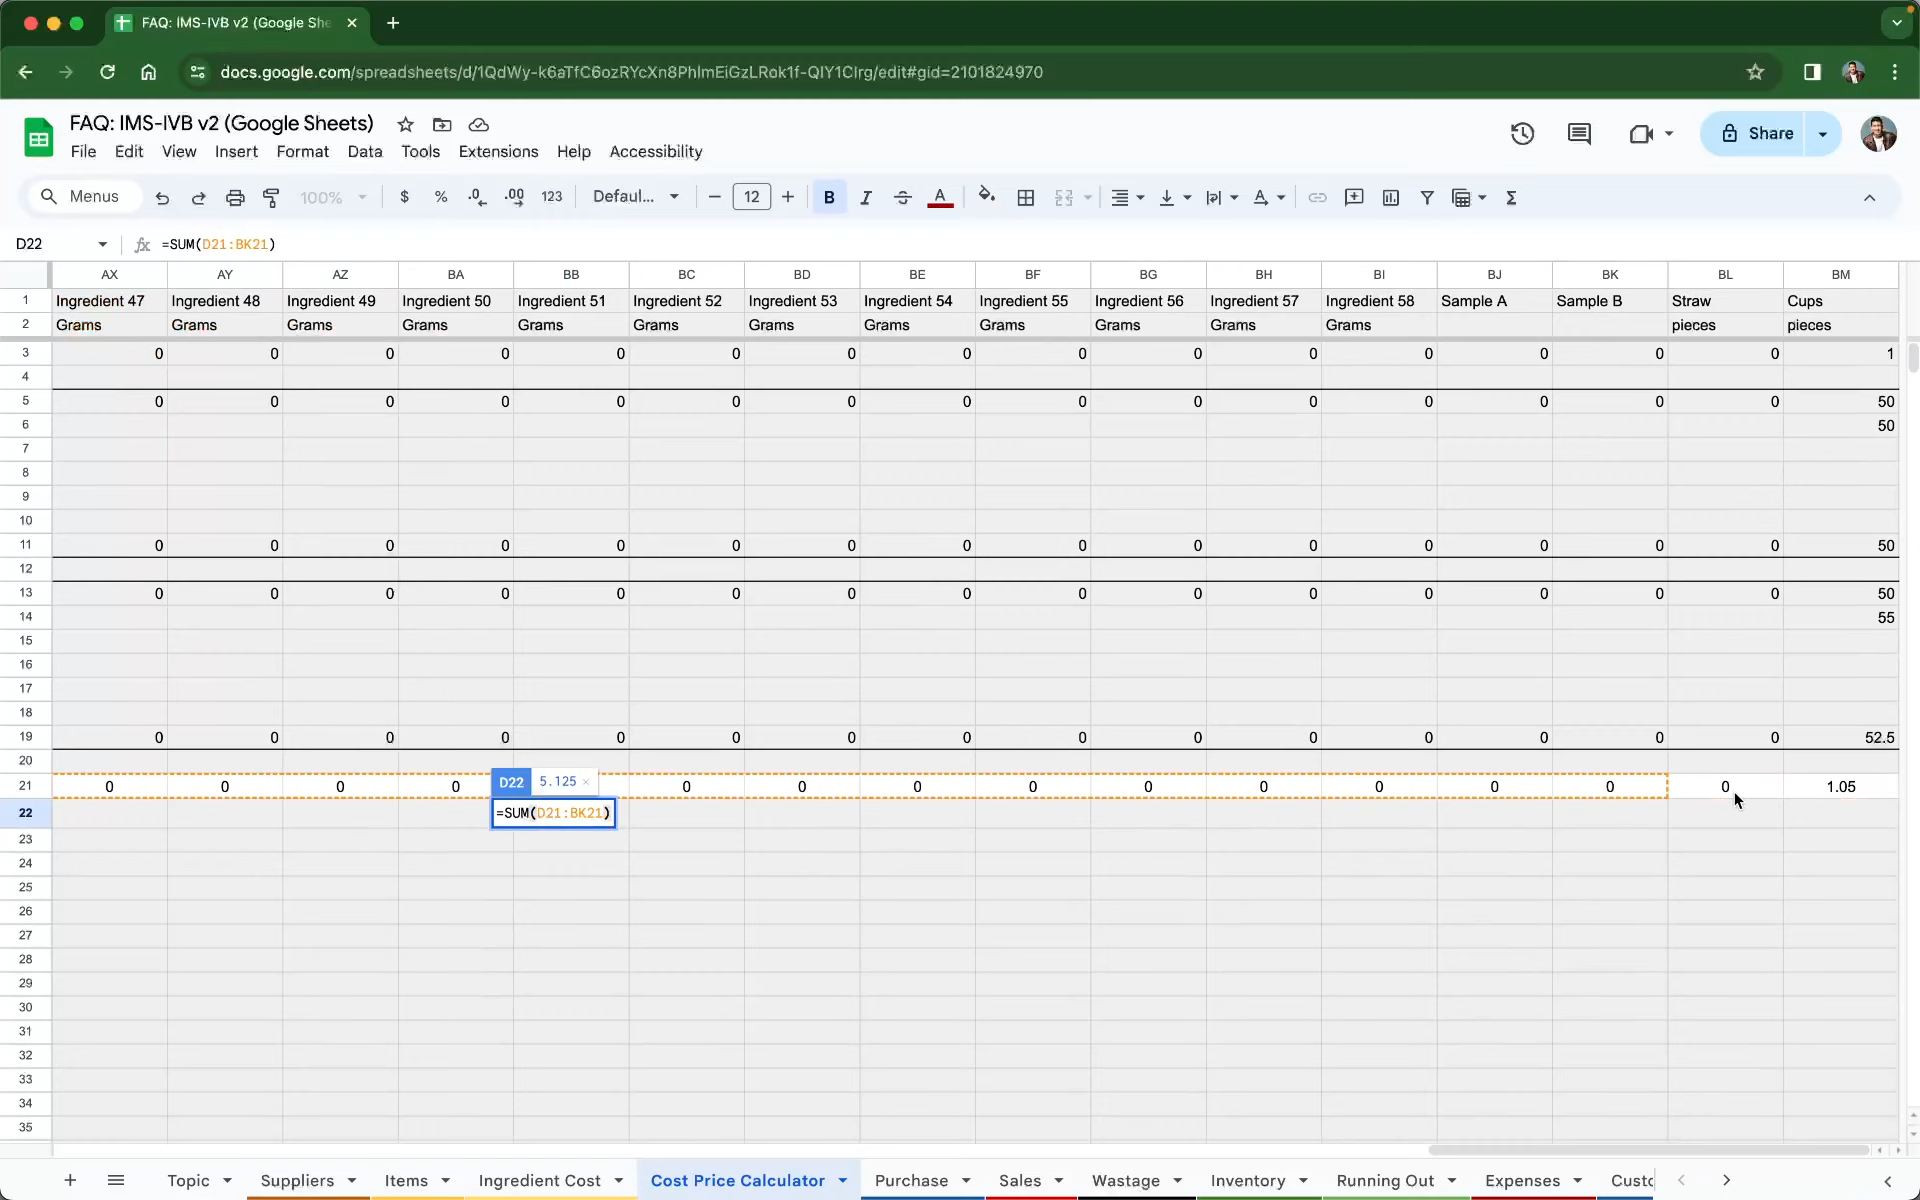 FAQ: IMS-IVB v2 (Google She
docs.google.com/spreadsheets/d/1QdWy-k6aTfC6ozRYcXn8PhImEiGzLRok1f-QIY1CIrg/edit#gid=2101824970
FAQ: IMS-IVB v2 (Google Sheets)
File Edit View Insert Format Data Tools Extensions Help Accessibility
Share
Menus 100% $ % .0 .00 123 Defaul... 12 B I A Σ
D22 fx =SUM(D21:BK21)
AX AY AZ BA BB BC BD BE BF BG BH BI BJ BK BL BM
1 Ingredient 47 Ingredient 48 Ingredient 49 Ingredient 50 Ingredient 51 Ingredient 52 Ingredient 53 Ingredient 54 Ingredient 55 Ingredient 56 Ingredient 57 Ingredient 58 Sample A Sample B Straw Cups
2 Grams Grams Grams Grams Grams Grams Grams Grams Grams Grams Grams Grams pieces pieces
3 0 0 0 0 0 0 0 0 0 0 0 0 0 0 0 1
4
5 0 0 0 0 0 0 0 0 0 0 0 0 0 0 0 50
6 50
7
8
9
10
11 0 0 0 0 0 0 0 0 0 0 0 0 0 0 0 50
12
13 0 0 0 0 0 0 0 0 0 0 0 0 0 0 0 50
14 55
15
16
17
18
19 0 0 0 0 0 0 0 0 0 0 0 0 0 0 0 52.5
20
21 0 0 0 0 D22 5.125 × 0 0 0 0 0 0 0 0 0 0 1.05
22 =SUM(D21:BK21)
23
24
25
26
27
28
29
30
31
32
33
34
35
Topic Suppliers Items Ingredient Cost Cost Price Calculator Purchase Sales Wastage Inventory Running Out Expenses Custo